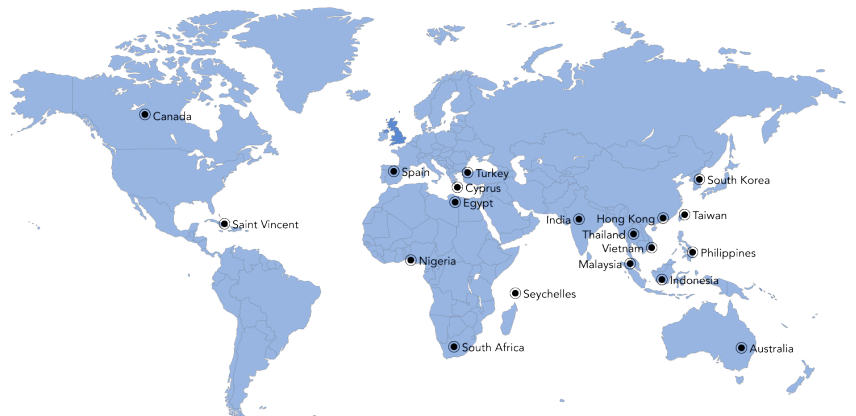 Canada
Spain
Turkey
South Korea
Cyprus
Egypt
Taiwan
India
Hong Kong
Saint Vincent
Thailand
Vietnam
Philippines
Nigeria
Malaysia
Indonesia
Seychelles
South Africa
Australia